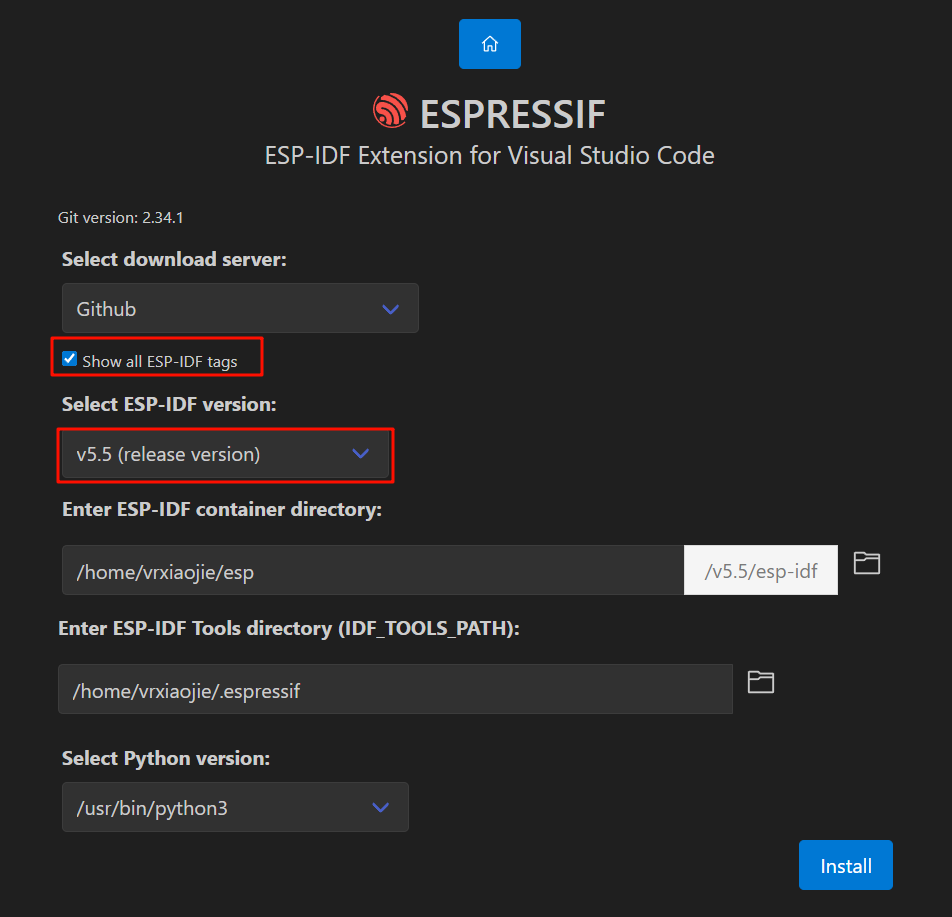 ESPRESSIF
ESP-IDF Extension for Visual Studio Code
Git version: 2.34.1
Select download server:
Github
Show all ESP-IDF tags
Select ESP-IDF version:
v5.5 (release version)
Enter ESP-IDF container directory:
/home/vrxiaojie/esp /v5.5/esp-idf
Enter ESP-IDF Tools directory (IDF_TOOLS_PATH):
/home/vrxiaojie/.espressif
Select Python version:
/usr/bin/python3
Install